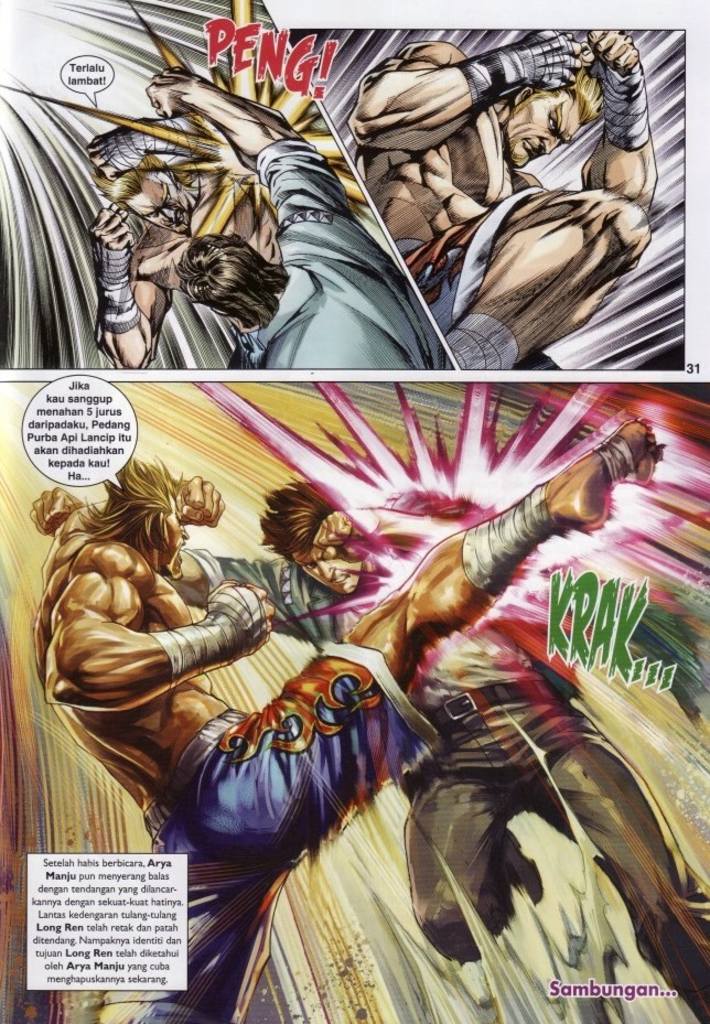 PENG!
Terlalu
lambat!
31
Jika
kau sanggup
menahan 5 jurus
daripadaku, Pedang
Purba Api Lancip itu
akan dihadiahkan
kepada kau!
Ha...
KRAK...
Setelah hahis berbicara, Arya
Manju pun menyerang balas
dengan tendangan yang dilancar-
kannya dengan sekuat-kuat hatinya.
Lantas kedengaran tulang-tulang
Long Ren telah retak dan patah
ditendang. Nampaknya identiti dan
tujuan Long Ren telah diketahui
oleh Arya Manju yang cuba
menghapuskannya sekarang.
Sambungan...